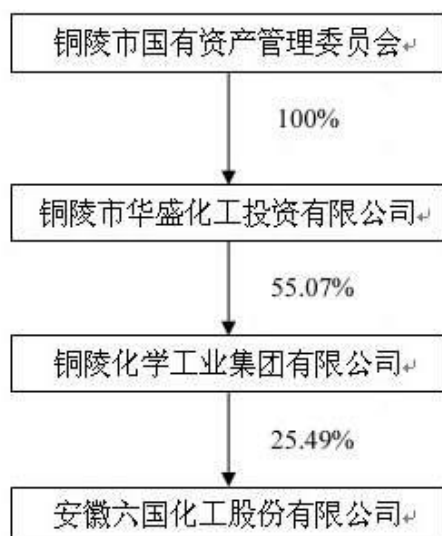 铜陵市国有资产管理委员会
100%
铜陵市华盛化工投资有限公司
55.07%
铜陵化学工业集团有限公司
25.49%
安徽六国化工股份有限公司